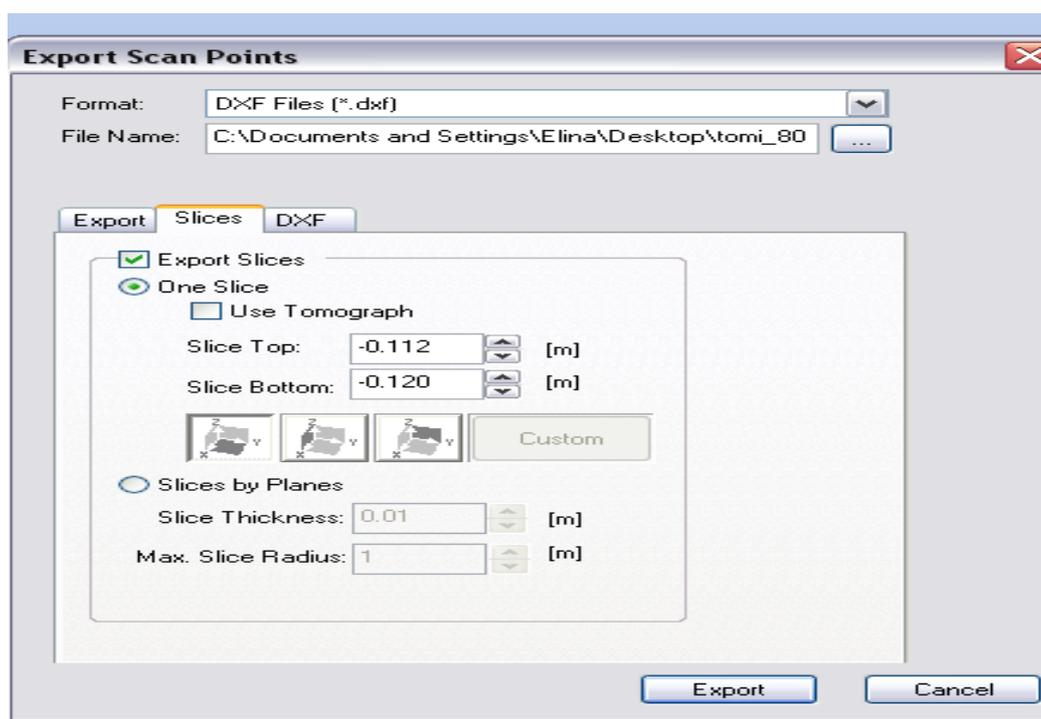 Export Scan Points
Format: DXF Files (*.dxf)
File Name: C:\Documents and Settings\Elina\Desktop\tomi_80 ...
Export Slices DXF
Export Slices
One Slice
Use Tomograph
Slice Top: -0.112 [m]
Slice Bottom: -0.120 [m]
Z Y X Z Y X Z Y X Custom
Slices by Planes
Slice Thickness: 0.01 [m]
Max. Slice Radius: 1 [m]
Export Cancel